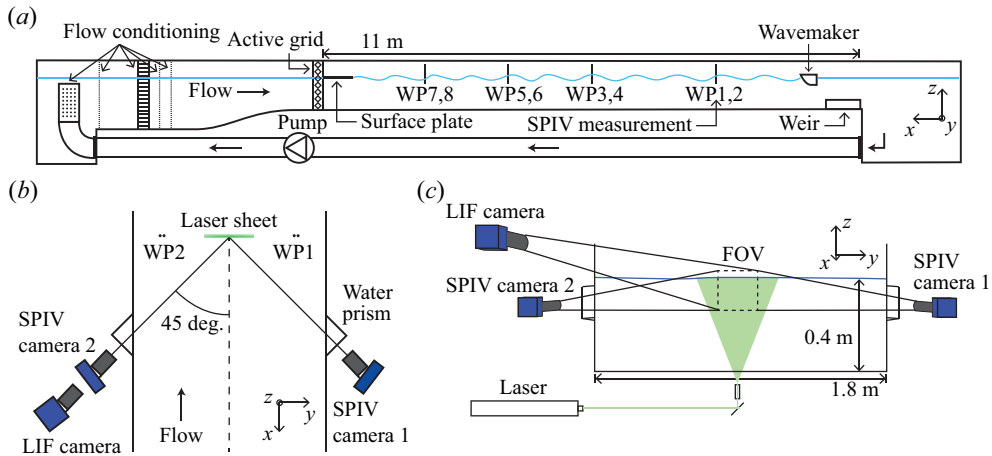 (a)
Flow conditioning
Active grid
11 m
Wavemaker
Flow
WP7,8
WP5,6
WP3,4
WP1,2
Surface plate
Pump
SPIV measurement
Weir
z
x
y
(b)
Laser sheet
WP2
WP1
45 deg.
Water
prism
SPIV
camera 2
LIF camera
Flow
z
y
x
SPIV
camera 1
(c)
LIF camera
FOV
z
x
y
SPIV camera 2
SPIV
camera 1
0.4 m
1.8 m
Laser